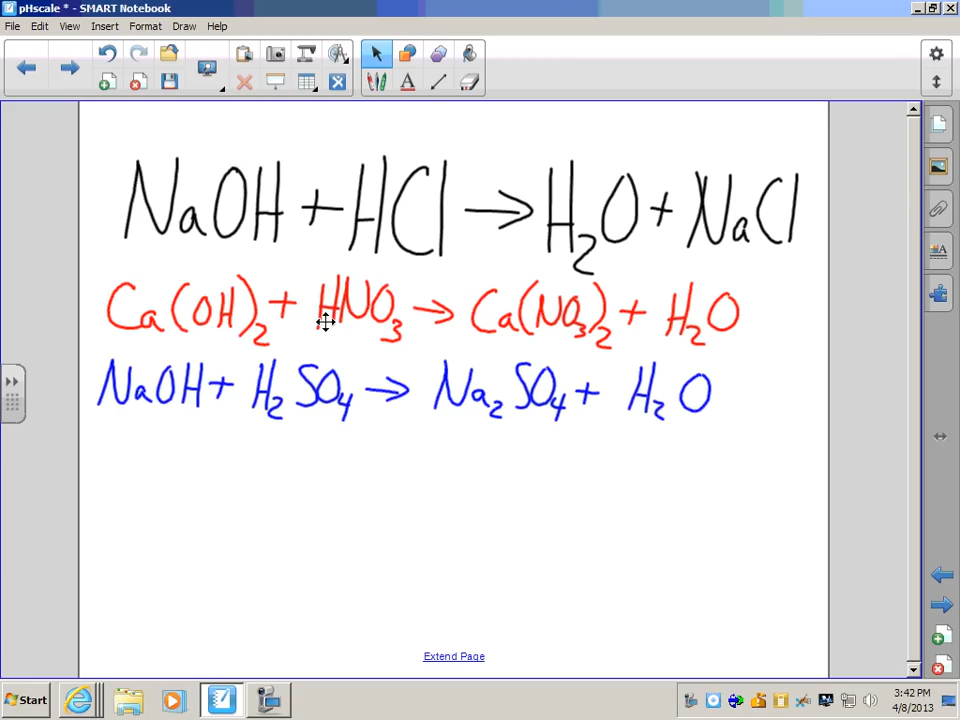 pHscale * - SMART Notebook
File Edit View Insert Format Draw Help
NaOH + HCl → H₂O + NaCl
Ca(OH)₂ + HNO₃ → Ca(NO₃)₂ + H₂O
NaOH + H₂SO₄ → Na₂SO₄ + H₂O
Extend Page
Start
3:42 PM
4/8/2013